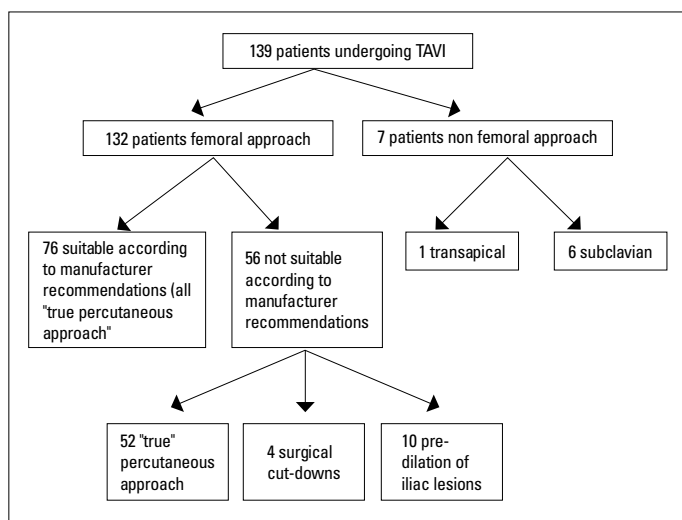 139 patients undergoing TAVI
132 patients femoral approach
7 patients non femoral approach
76 suitable according
to manufacturer
recommendations (all
"true percutaneous
approach"
56 not suitable
according to
manufacturer
recommendations
1 transapical
6 subclavian
52 "true"
percutaneous
approach
4 surgical
cut-downs
10 pre-
dilation of
iliac lesions